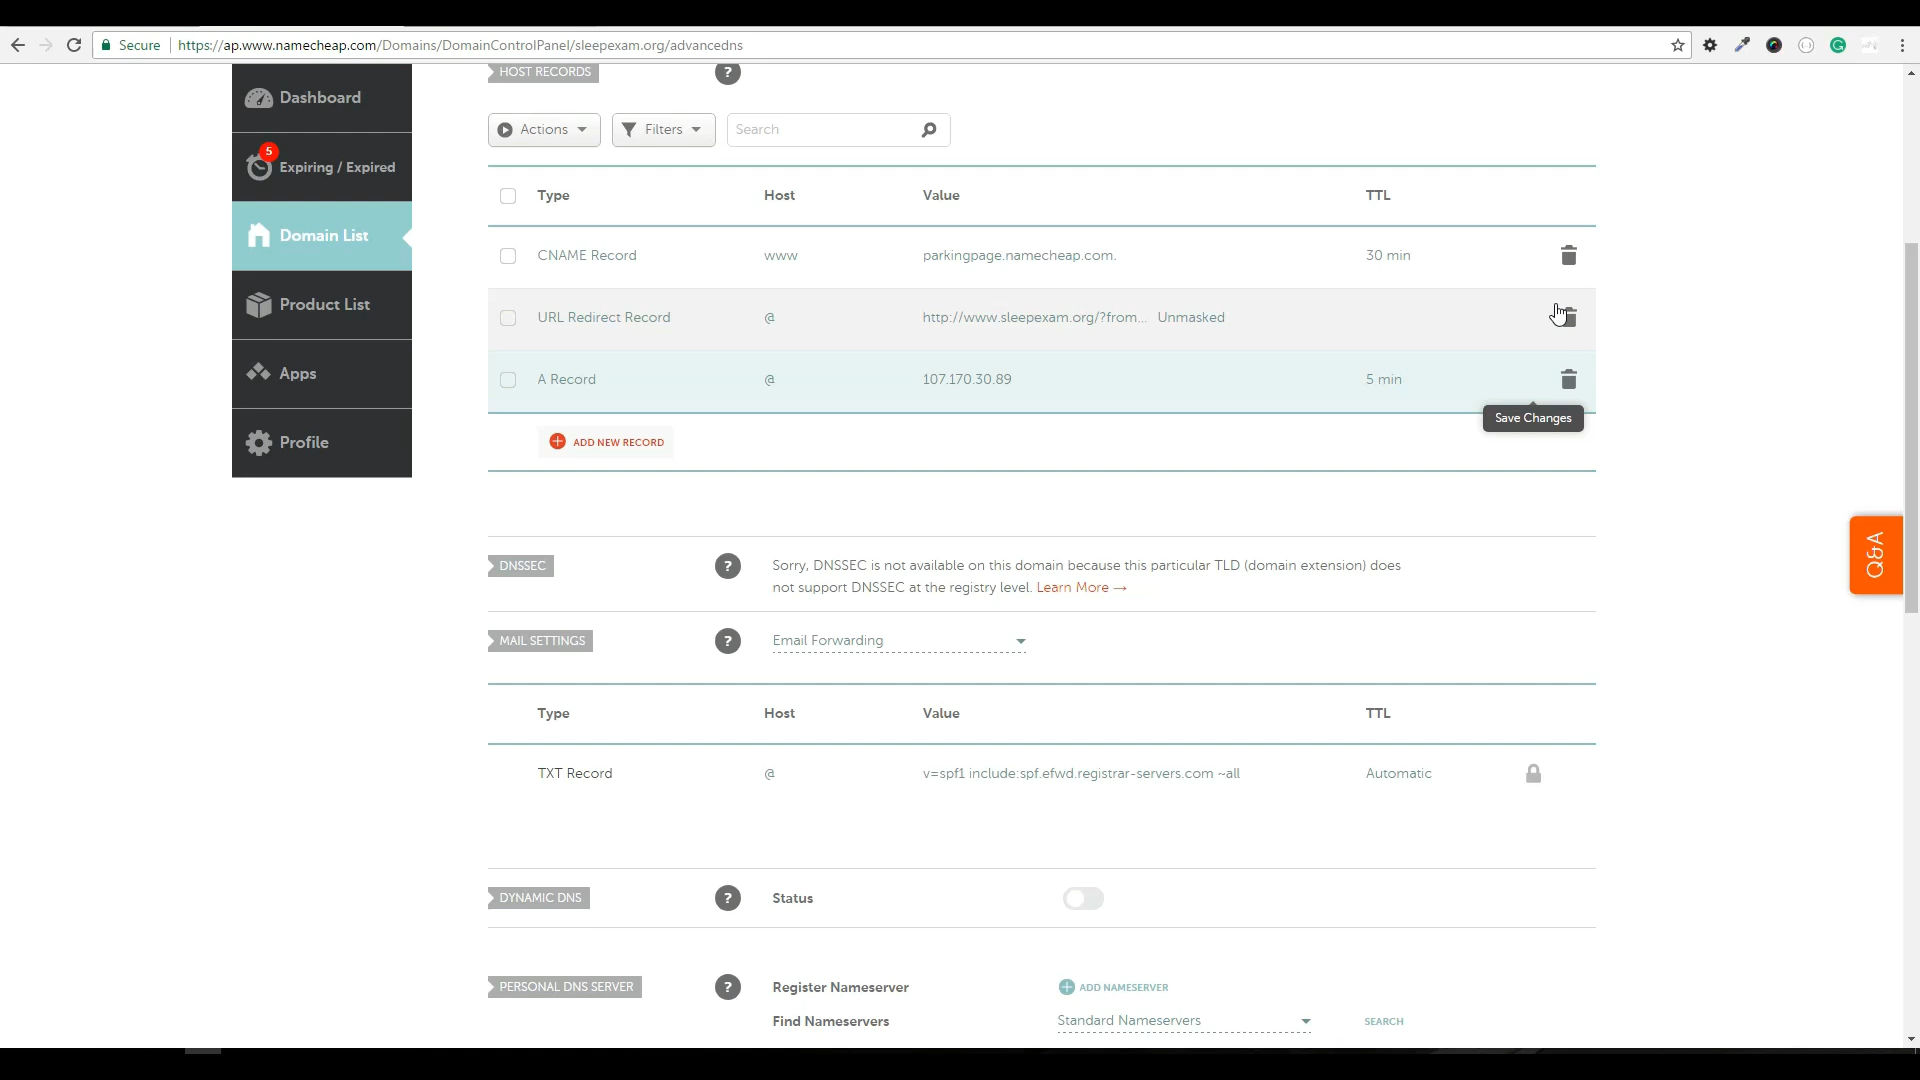 Secure
https://ap.www.namecheap.com/Domains/DomainControlPanel/sleepexam.org/advancedns
HOST RECORDS
?
Dashboard
5
Expiring / Expired
Domain List
Product List
Apps
Profile
Actions
Filters
Search
Type Host Value TTL
CNAME Record www parkingpage.namecheap.com. 30 min
URL Redirect Record @ http://www.sleepexam.org/?from... Unmasked
A Record @ 107.170.30.89 5 min
Save Changes
ADD NEW RECORD
Q&A
DNSSEC
?
Sorry, DNSSEC is not available on this domain because this particular TLD (domain extension) does
not support DNSSEC at the registry level. Learn More →
MAIL SETTINGS
?
Email Forwarding
Type Host Value TTL
TXT Record @ v=spf1 include:spf.efwd.registrar-servers.com ~all Automatic
DYNAMIC DNS
?
Status
PERSONAL DNS SERVER
?
Register Nameserver
ADD NAMESERVER
Find Nameservers
Standard Nameservers
SEARCH